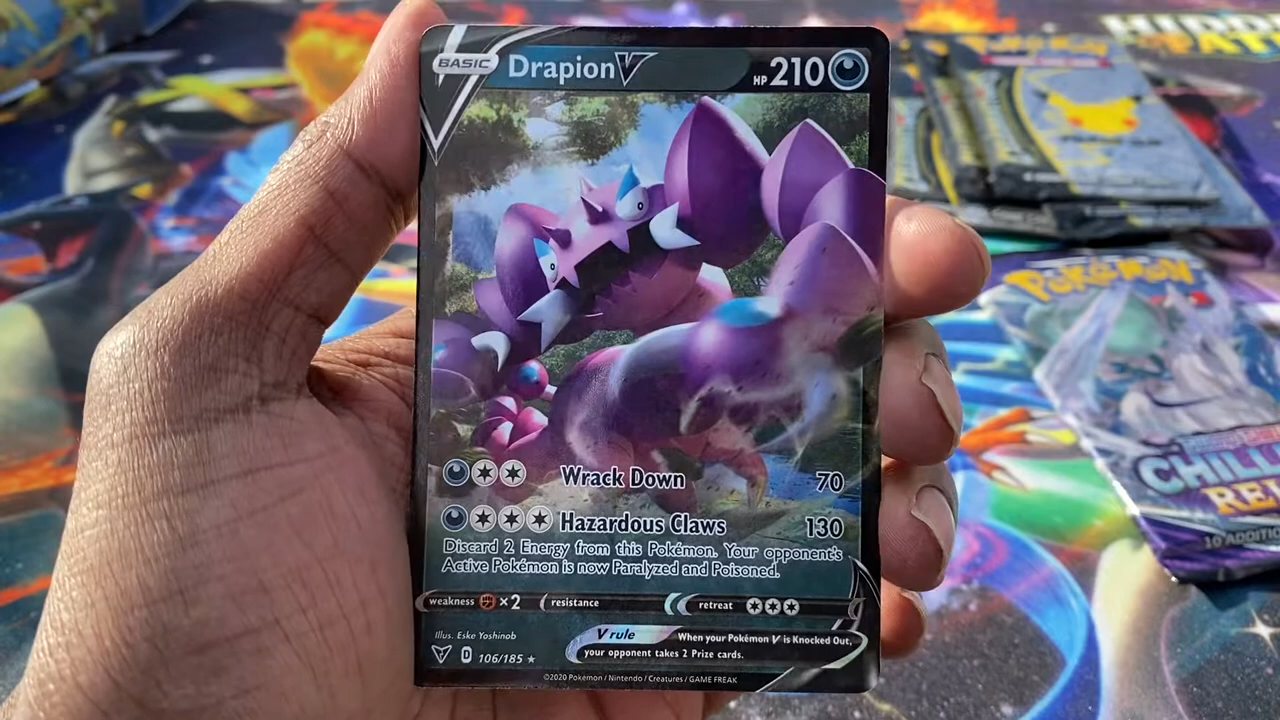 BASIC Drapion V HP 210
Wrack Down 70
Hazardous Claws 130
Discard 2 Energy from this Pokémon. Your opponent's
Active Pokémon is now Paralyzed and Poisoned.
weakness ×2 resistance retreat
Illus. Eske Yoshinob
V rule When your Pokémon V is Knocked Out,
your opponent takes 2 Prize cards.
D 106/185
©2020 Pokémon / Nintendo / Creatures / GAME FREAK
Pokémon
CHILL
10 ADDITIO
Pokémon